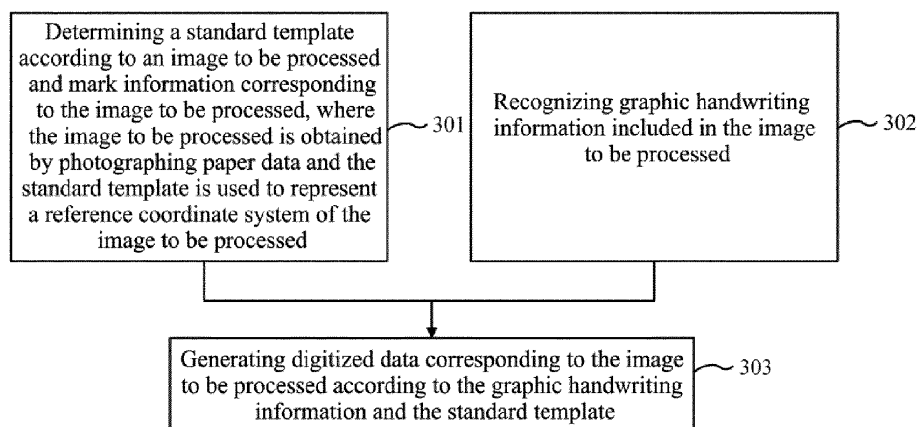 Determining a standard template
according to an image to be processed
and mark information corresponding
to the image to be processed, where
the image to be processed is obtained
by photographing paper data and the
standard template is used to represent
a reference coordinate system of the
image to be processed
301
Recognizing graphic handwriting
information included in the image
to be processed
302
Generating digitized data corresponding to the image
to be processed according to the graphic handwriting
information and the standard template
303